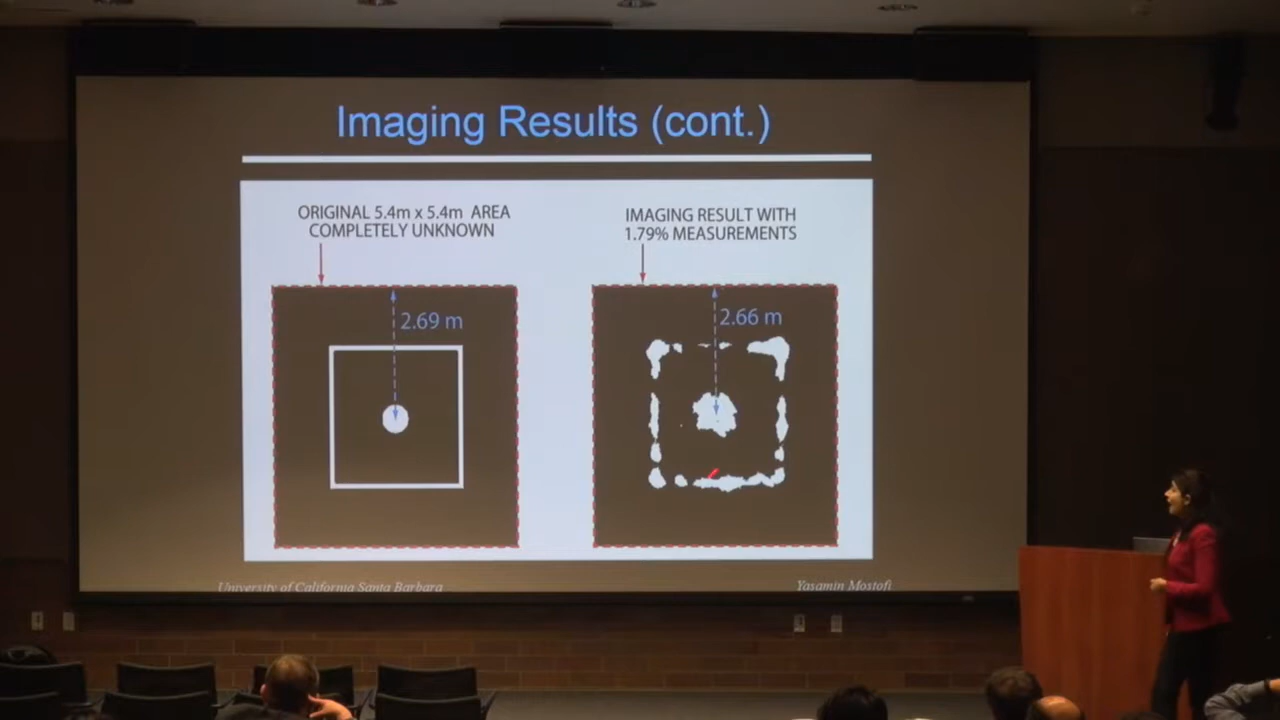 Imaging Results (cont.)
ORIGINAL 5.4m x 5.4m AREA
COMPLETELY UNKNOWN
IMAGING RESULT WITH
1.79% MEASUREMENTS
2.69 m
2.66 m
University of California Santa Barbara
Yasamin Mostofi